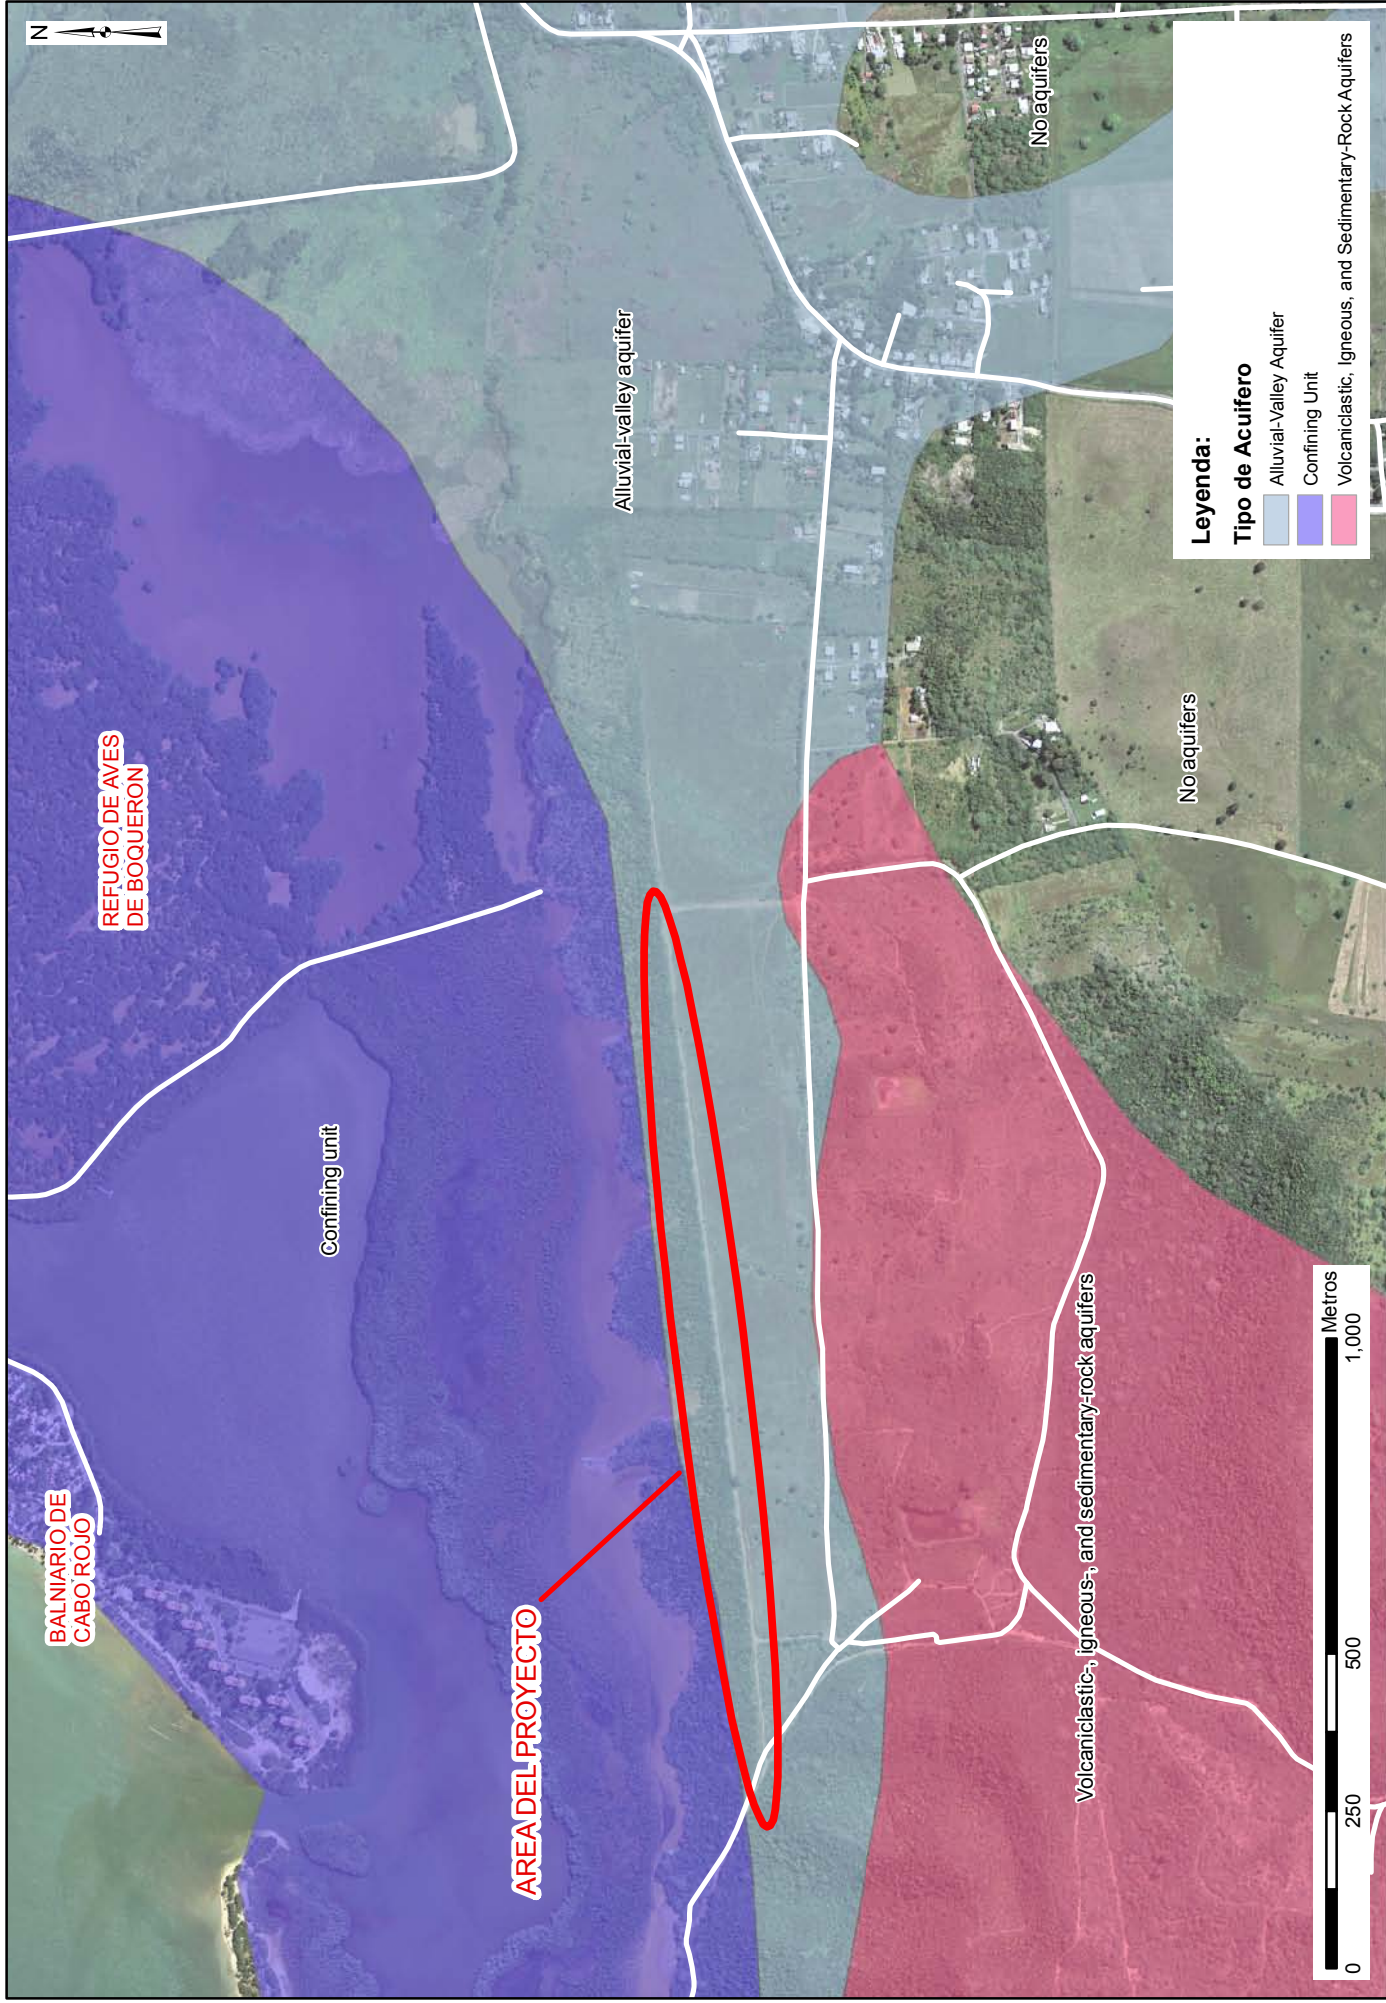 N
BALNIARIO DE
CABO ROJO
REFUGIO DE AVES
DE BOQUERON
Confining unit
AREA DEL PROYECTO
Alluvial-valley aquifer
No aquifers
No aquifers
Volcaniclastic-, igneous-, and sedimentary-rock aquifers
Leyenda:
Tipo de Acuifero
Alluvial-Valley Aquifer
Confining Unit
Volcaniclastic, Igneous, and Sedimentary-Rock Aquifers
0 250 500 1,000
Metros